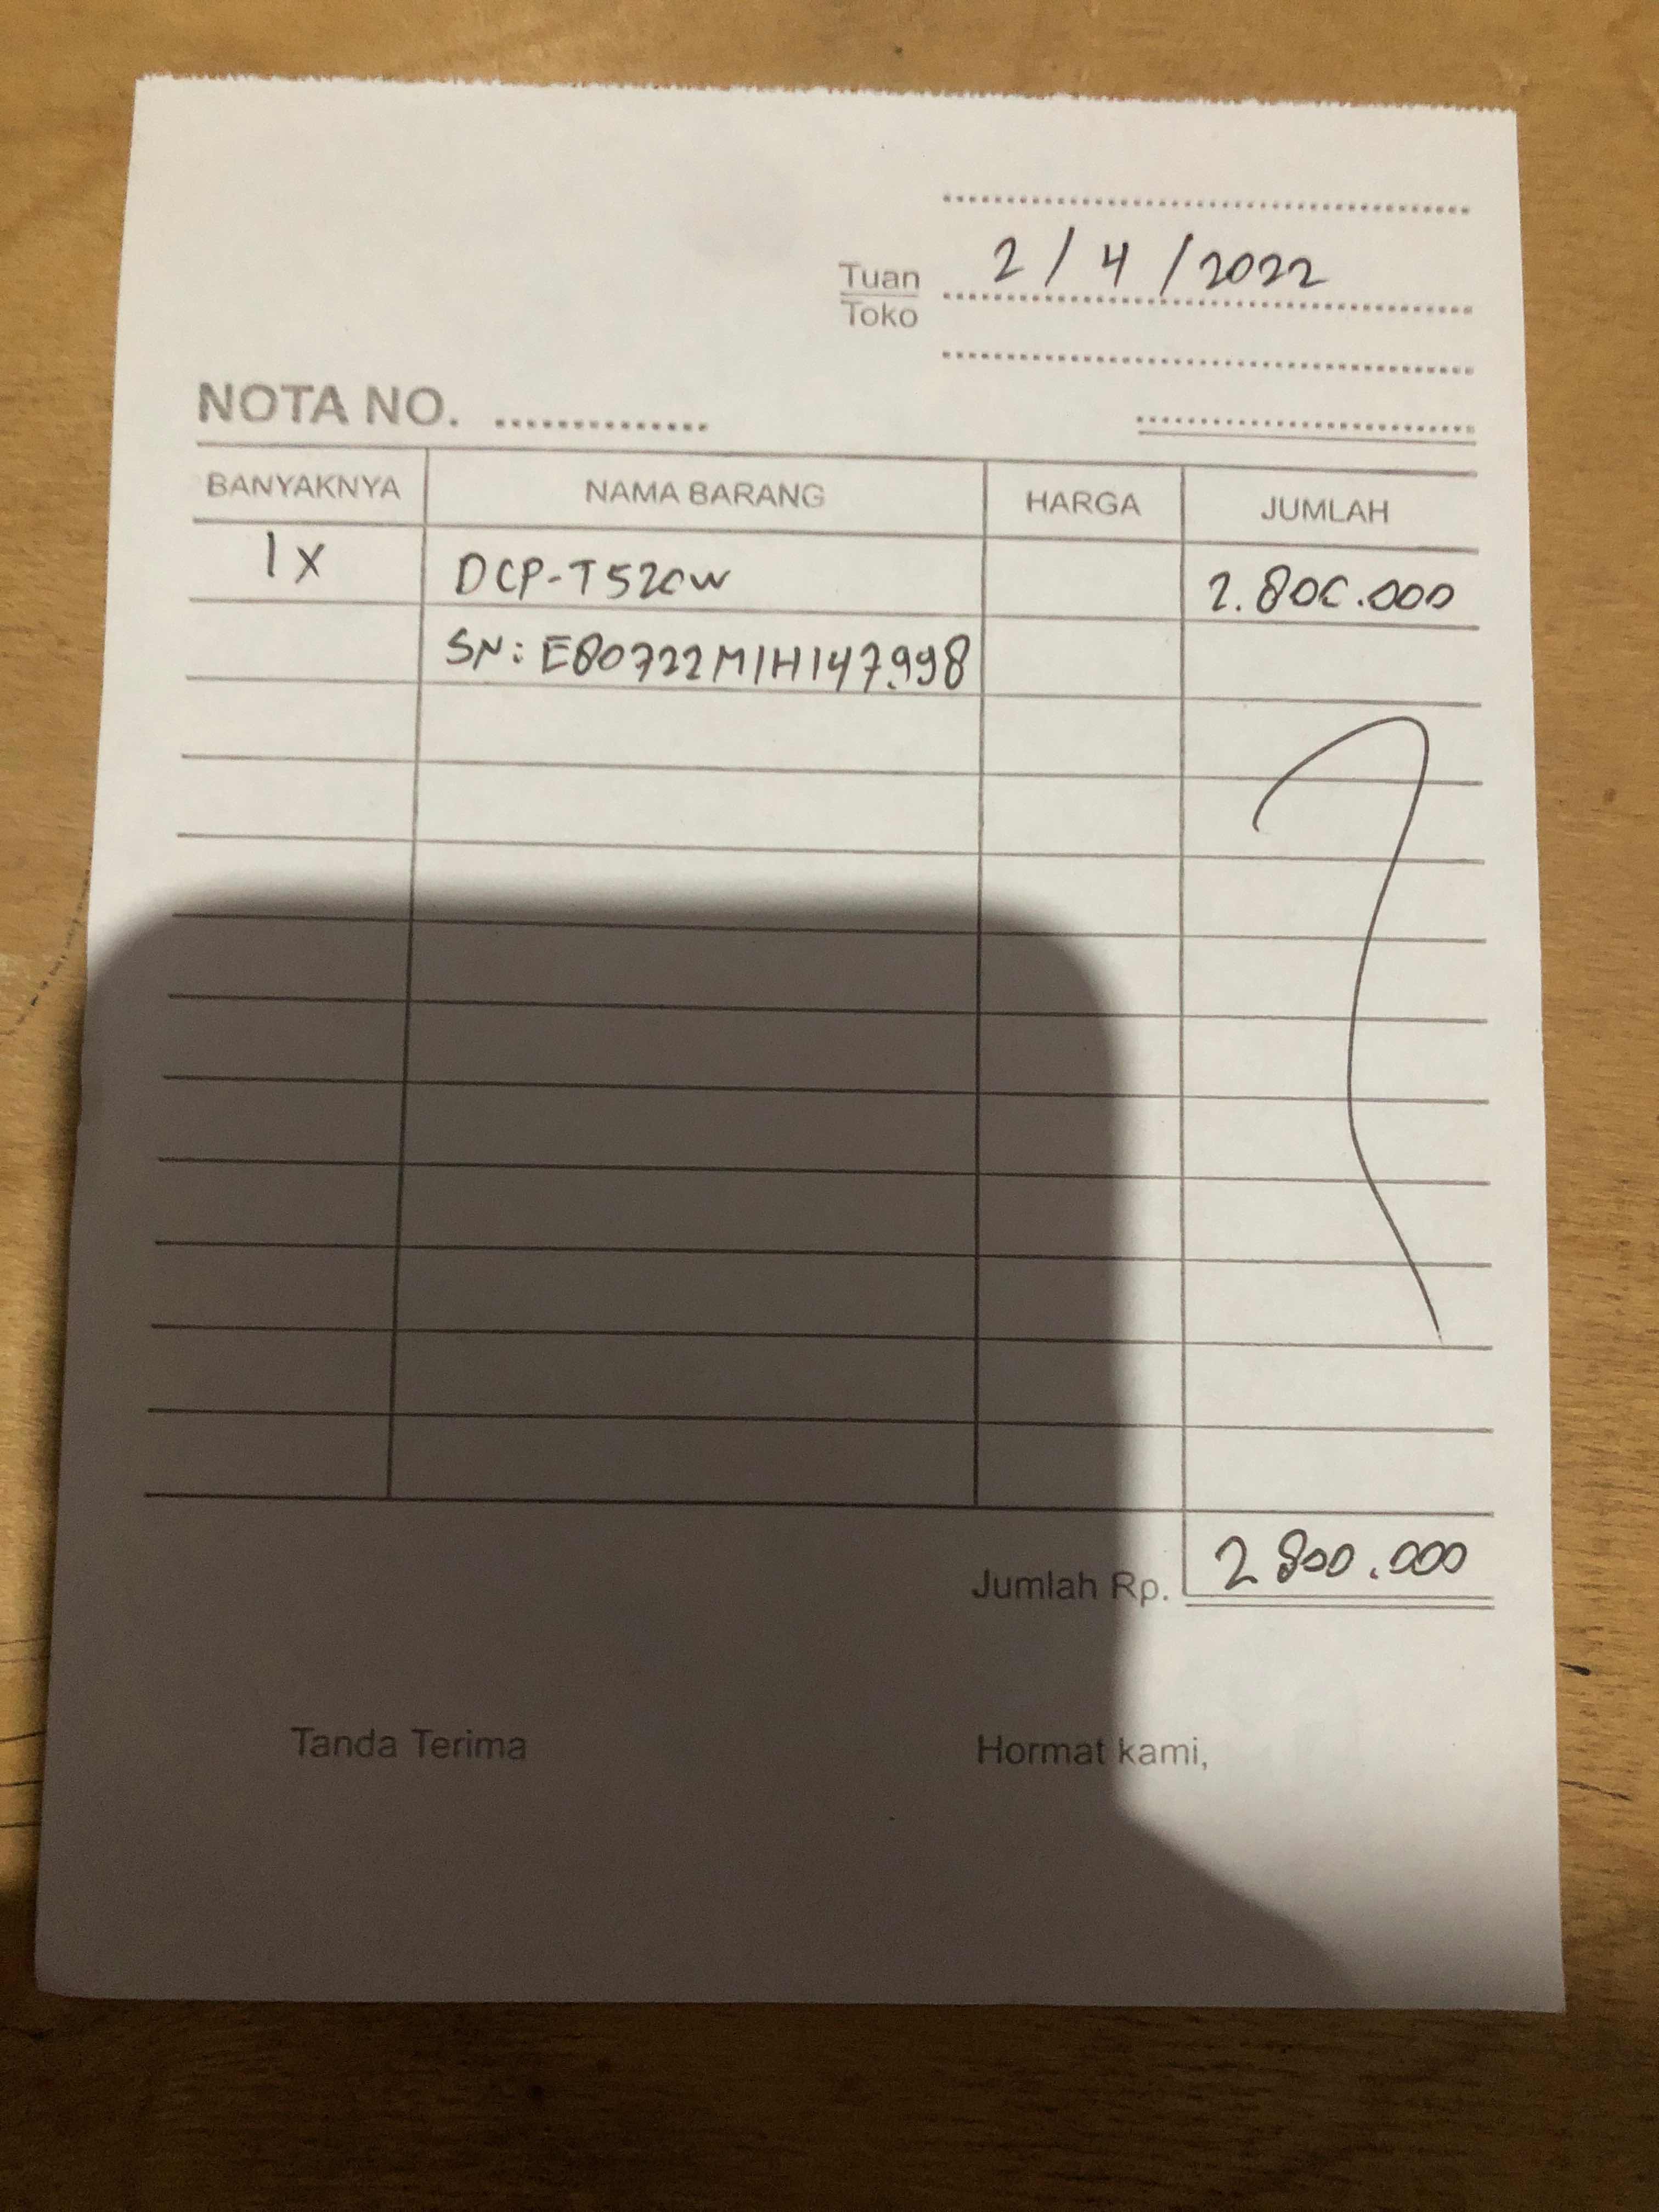 2/4/2022
Tuan
Toko
NOTA NO.
BANYAKNYA NAMA BARANG HARGA JUMLAH
1X DCP-T520W 2.800.000
SN: E80722M1H147998
Jumlah Rp. 2 800.000
Tanda Terima Hormat kami,